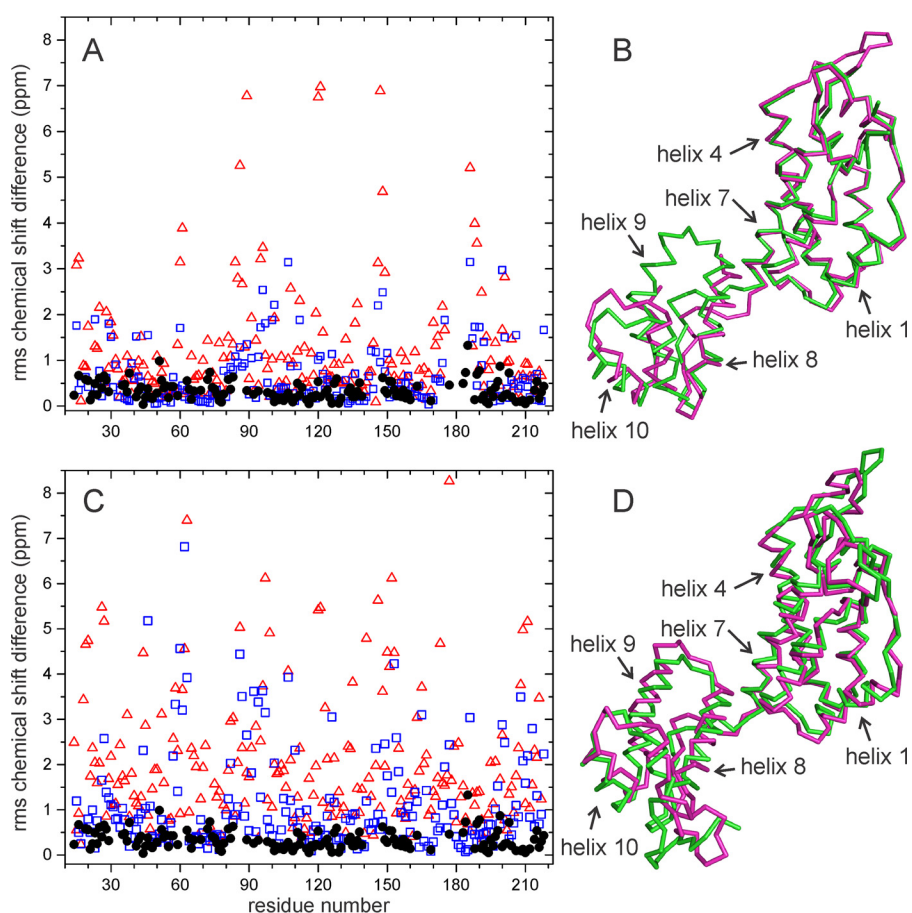 A
rms chemical shift difference (ppm)
8
7
6
5
4
3
2
1
0
30 60 90 120 150 180 210
B
helix 4
helix 7
helix 9
helix 1
helix 8
helix 10
C
rms chemical shift difference (ppm)
8
7
6
5
4
3
2
1
0
30 60 90 120 150 180 210
residue number
D
helix 4
helix 7
helix 9
helix 1
helix 8
helix 10